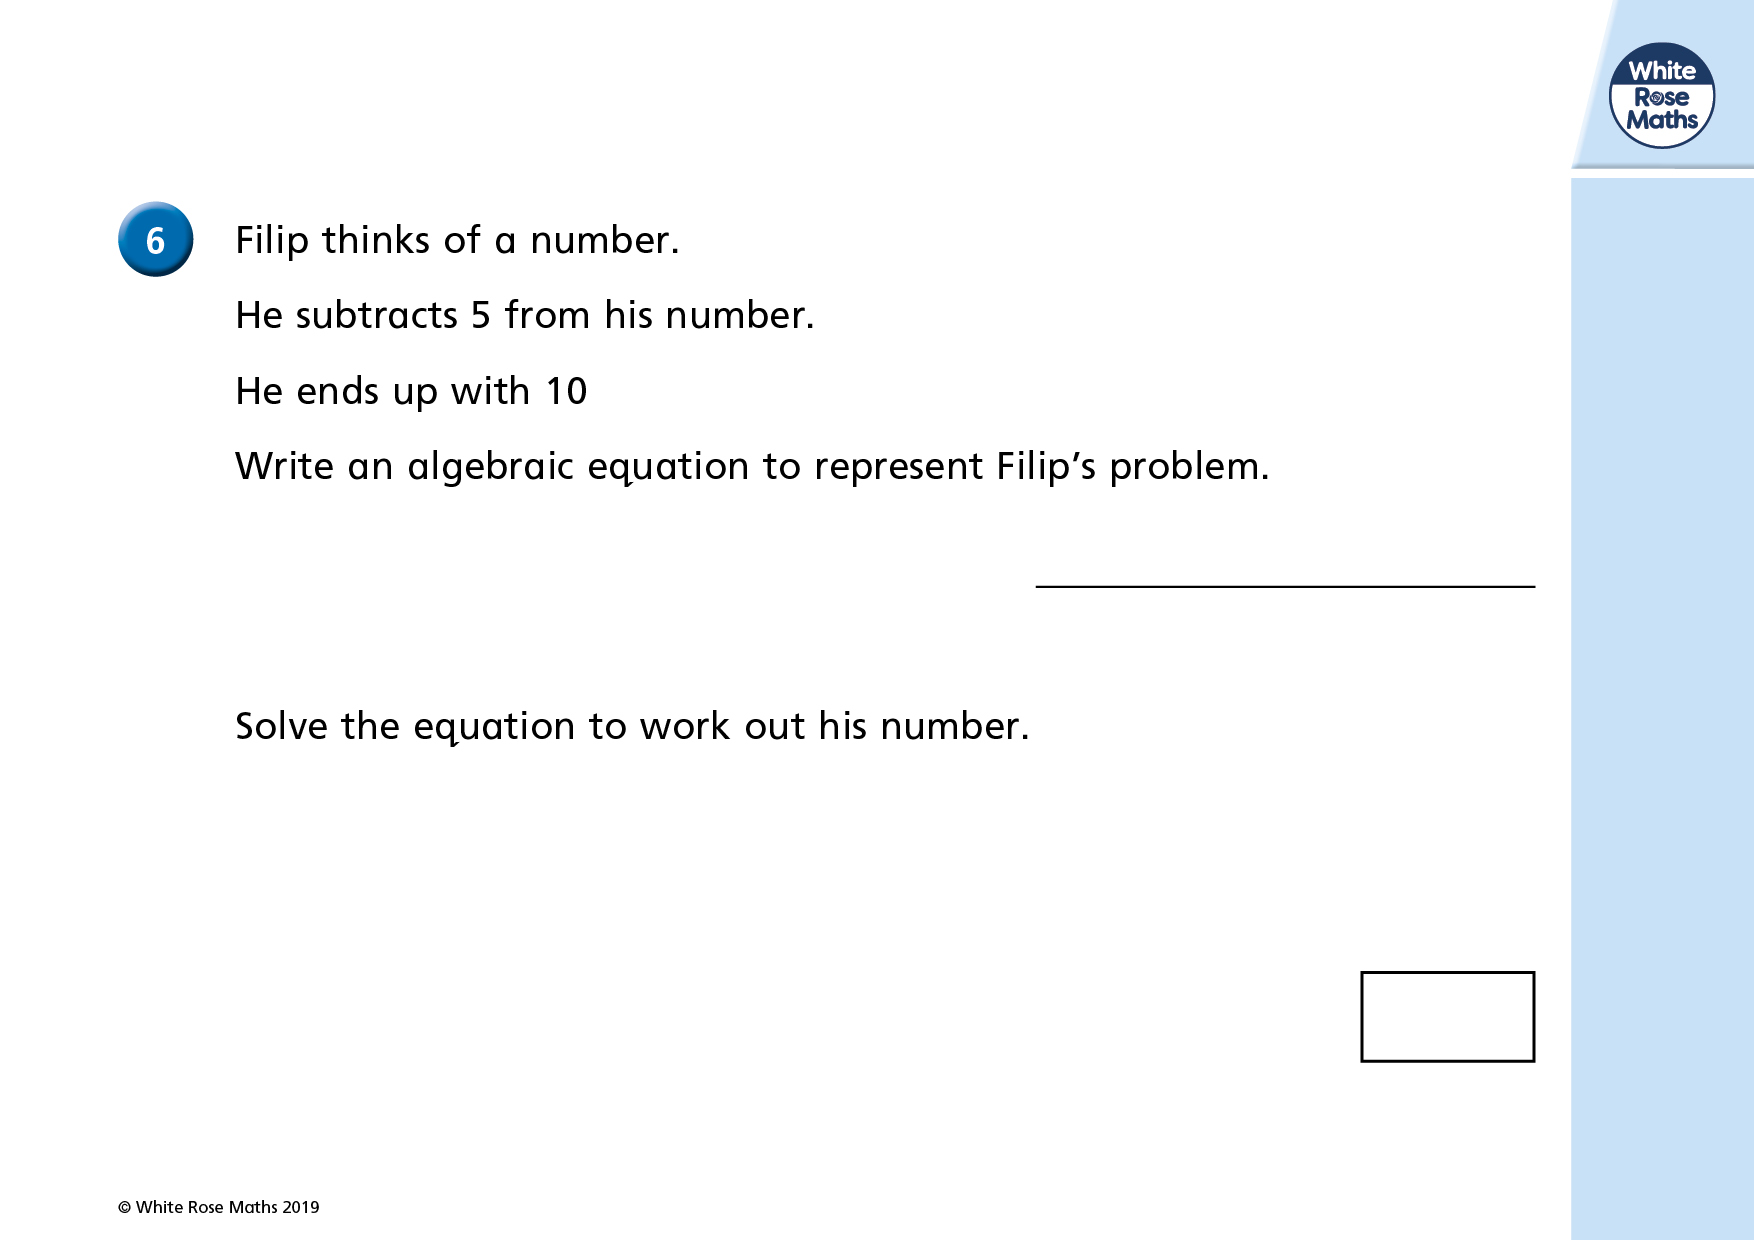 White
Rose
Maths
6 Filip thinks of a number.
He subtracts 5 from his number.
He ends up with 10
Write an algebraic equation to represent Filip’s problem.
Solve the equation to work out his number.
© White Rose Maths 2019